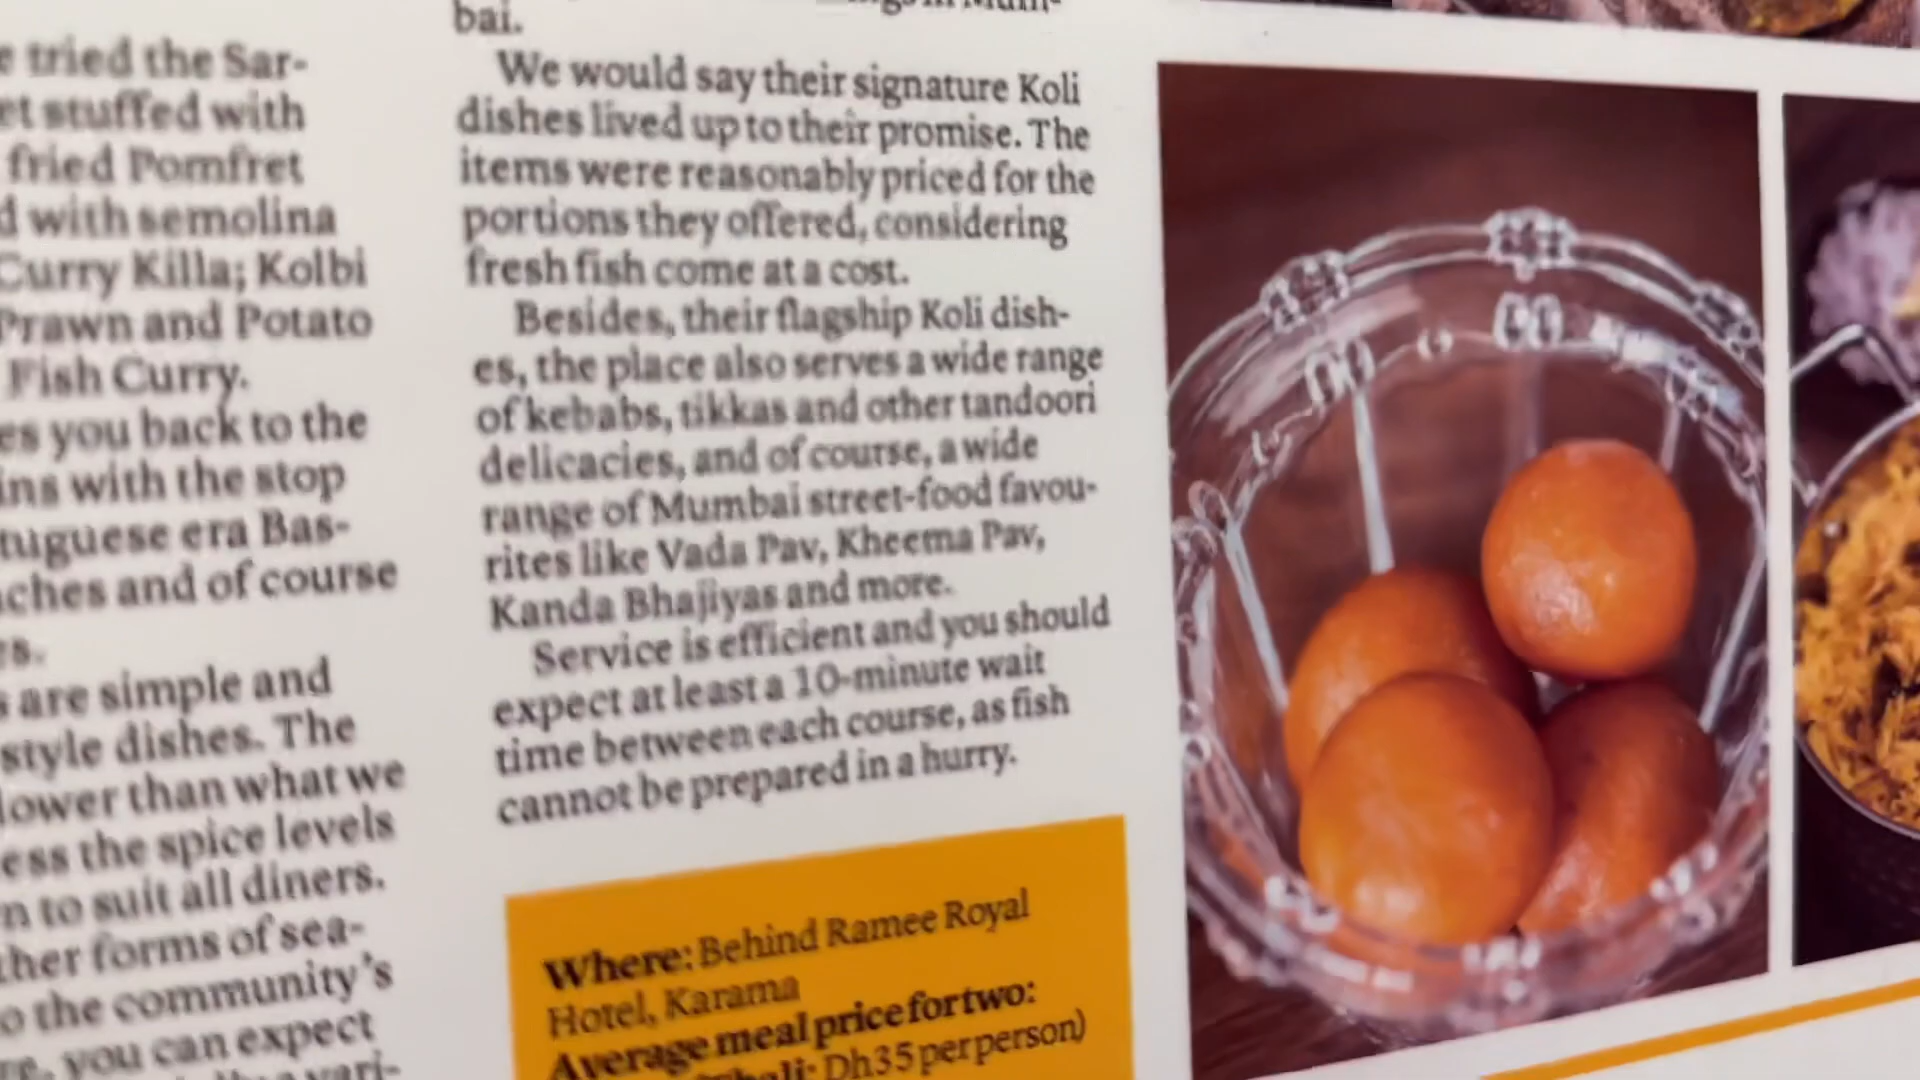 e tried the Sar-
et stuffed with
fried Pomfret
d with semolina
Curry Killa; Kolbi
Prawn and Potato
Fish Curry.
es you back to the
ins with the stop
tuguese era Bas-
aches and of course
es.
s are simple and
style dishes. The
lower than what we
ess the spice levels
n to suit all diners.
ther forms of sea-
o the community's
re, you can expect
vari-
bai.
We would say their signature Koli
dishes lived up to their promise. The
items were reasonably priced for the
portions they offered, considering
fresh fish come at a cost.
Besides, their flagship Koli dish-
es, the place also serves a wide range
of kebabs, tikkas and other tandoori
delicacies, and of course, a wide
range of Mumbai street-food favou-
rites like Vada Pav, Kheema Pav,
Kanda Bhajiyas and more.
Service is efficient and you should
expect at least a 10-minute wait
time between each course, as fish
cannot be prepared in a hurry.
Where: Behind Ramee Royal
Hotel, Karama
Average meal price for two:
Dh35 per person)